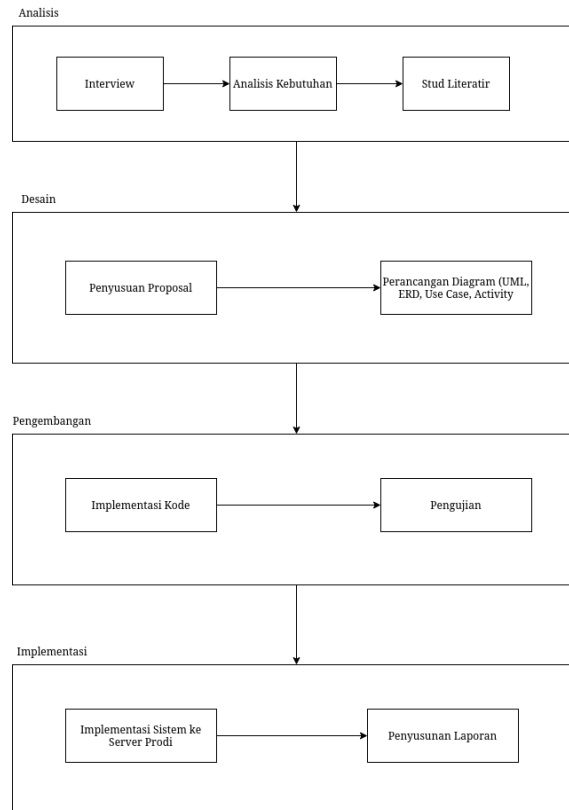 Analisis
Interview
Analisis Kebutuhan
Stud Literatir
Desain
Penyusuan Proposal
Perancangan Diagram (UML,
ERD, Use Case, Activity
Pengembangan
Implementasi Kode
Pengujian
Implementasi
Implementasi Sistem ke
Server Prodi
Penyusunan Laporan